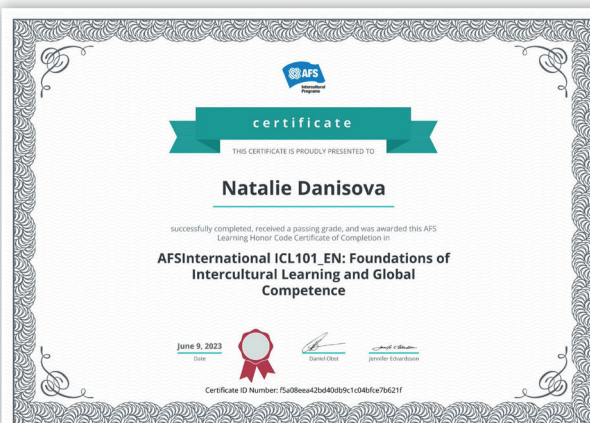 AFS
Intercultural
Programs
certificate
THIS CERTIFICATE IS PROUDLY PRESENTED TO
Natalie Danisova
successfully completed, received a passing grade, and was awarded this AFS
Learning Honor Code Certificate of Completion in
AFSInternational ICL101_EN: Foundations of
Intercultural Learning and Global
Competence
June 9, 2023
Date
Daniel Obst
Jennifer Edvardsson
Certificate ID Number: f5a08eea42bd40db9c1c04bfce7b621f